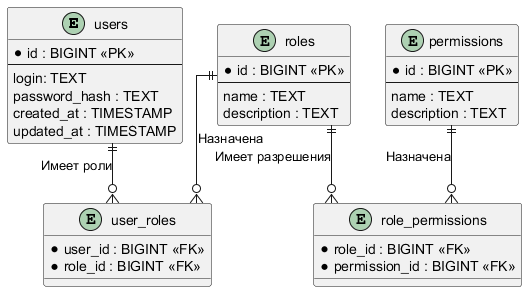 E users
* id : BIGINT «PK»
login: TEXT
password_hash : TEXT
created_at : TIMESTAMP
updated_at : TIMESTAMP
E roles
* id : BIGINT «PK»
name : TEXT
description : TEXT
E permissions
* id : BIGINT «PK»
name : TEXT
description : TEXT
Имеет роли
Назначена
Имеет разрешения
Назначена
E user_roles
* user_id : BIGINT «FK»
* role_id : BIGINT «FK»
E role_permissions
* role_id : BIGINT «FK»
* permission_id : BIGINT «FK»